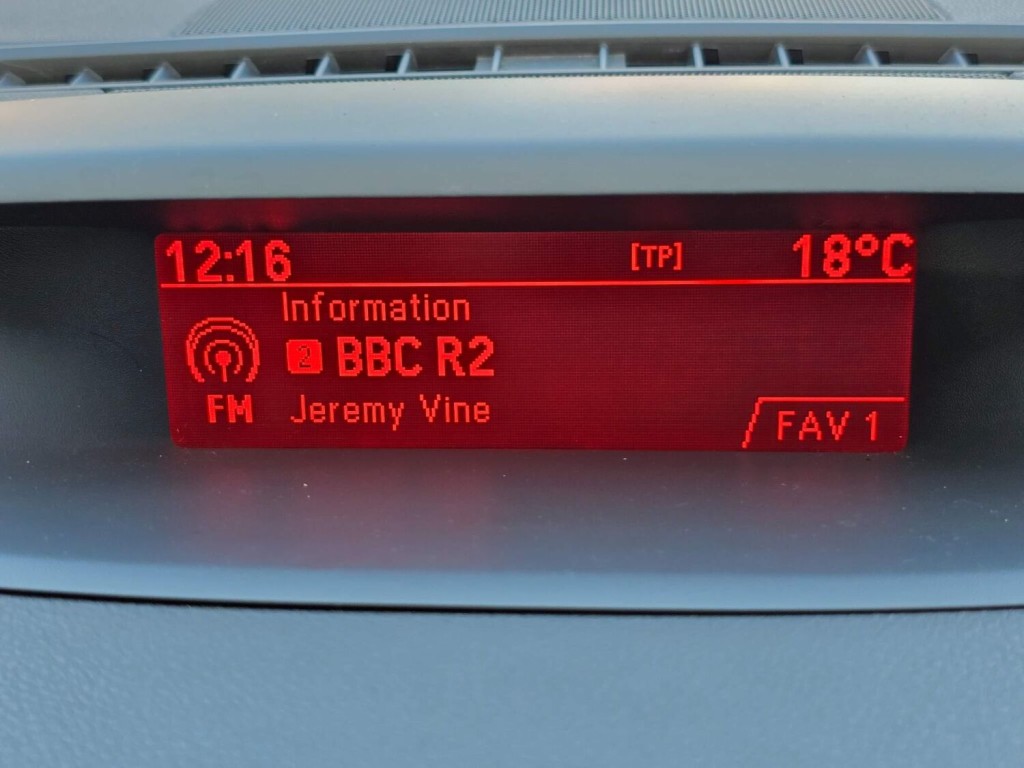 12:16 [TP] 18°C
Information
2 BBC R2
FM Jeremy Vine
FAV 1